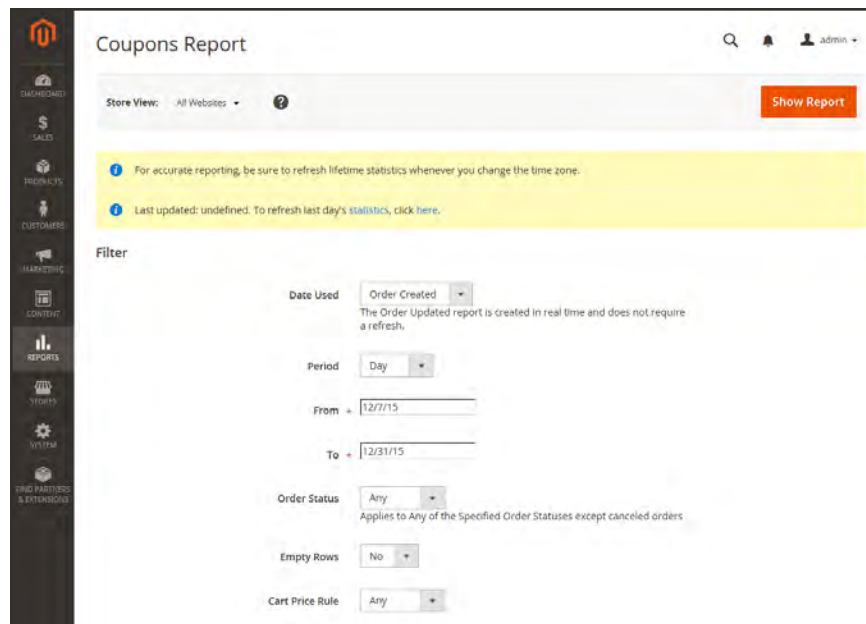 Coupons Report
admin
DASHBOARD
Store View: All Websites
Show Report
$
SALES
PRODUCTS
For accurate reporting, be sure to refresh lifetime statistics whenever you change the time zone.
Last updated: undefined. To refresh last day's statistics, click here.
CUSTOMERS
Filter
MARKETING
Date Used Order Created
The Order Updated report is created in real time and does not require
a refresh.
CONTENT
REPORTS
Period Day
STORES
From * 12/7/15
SYSTEM
To * 12/31/15
FIND PARTNERS
& EXTENSIONS
Order Status Any
Applies to Any of the Specified Order Statuses except canceled orders
Empty Rows No
Cart Price Rule Any